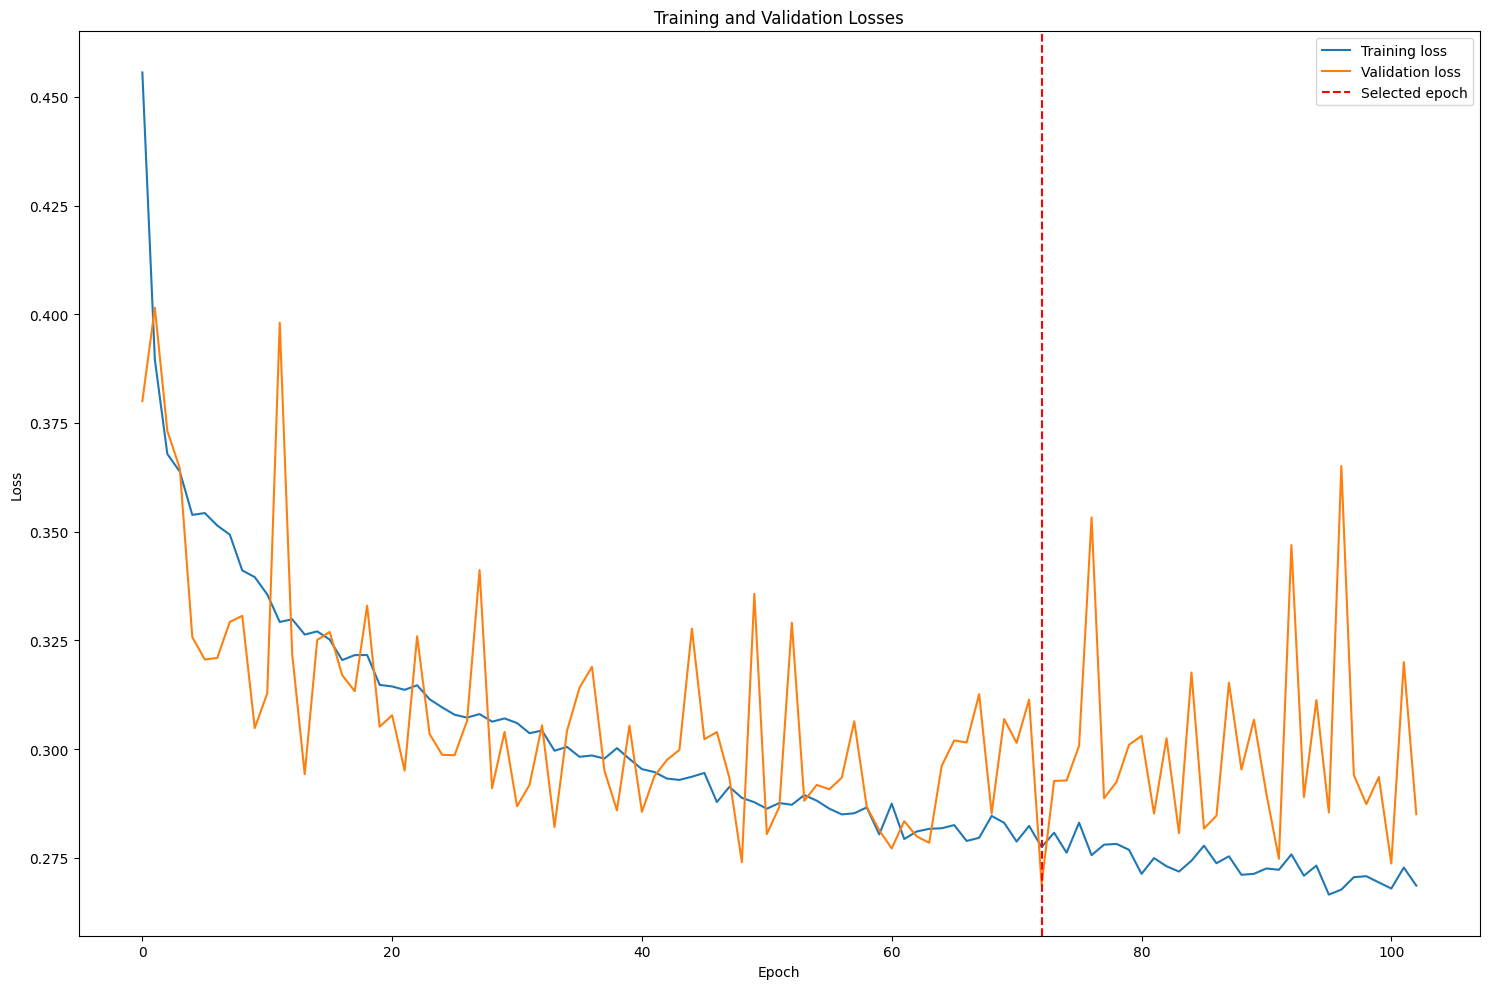 Training and Validation Losses
Training loss
Validation loss
Selected epoch
0.450
0.425
0.400
0.375
0.350
0.325
0.300
0.275
Loss
0 20 40 60 80 100
Epoch